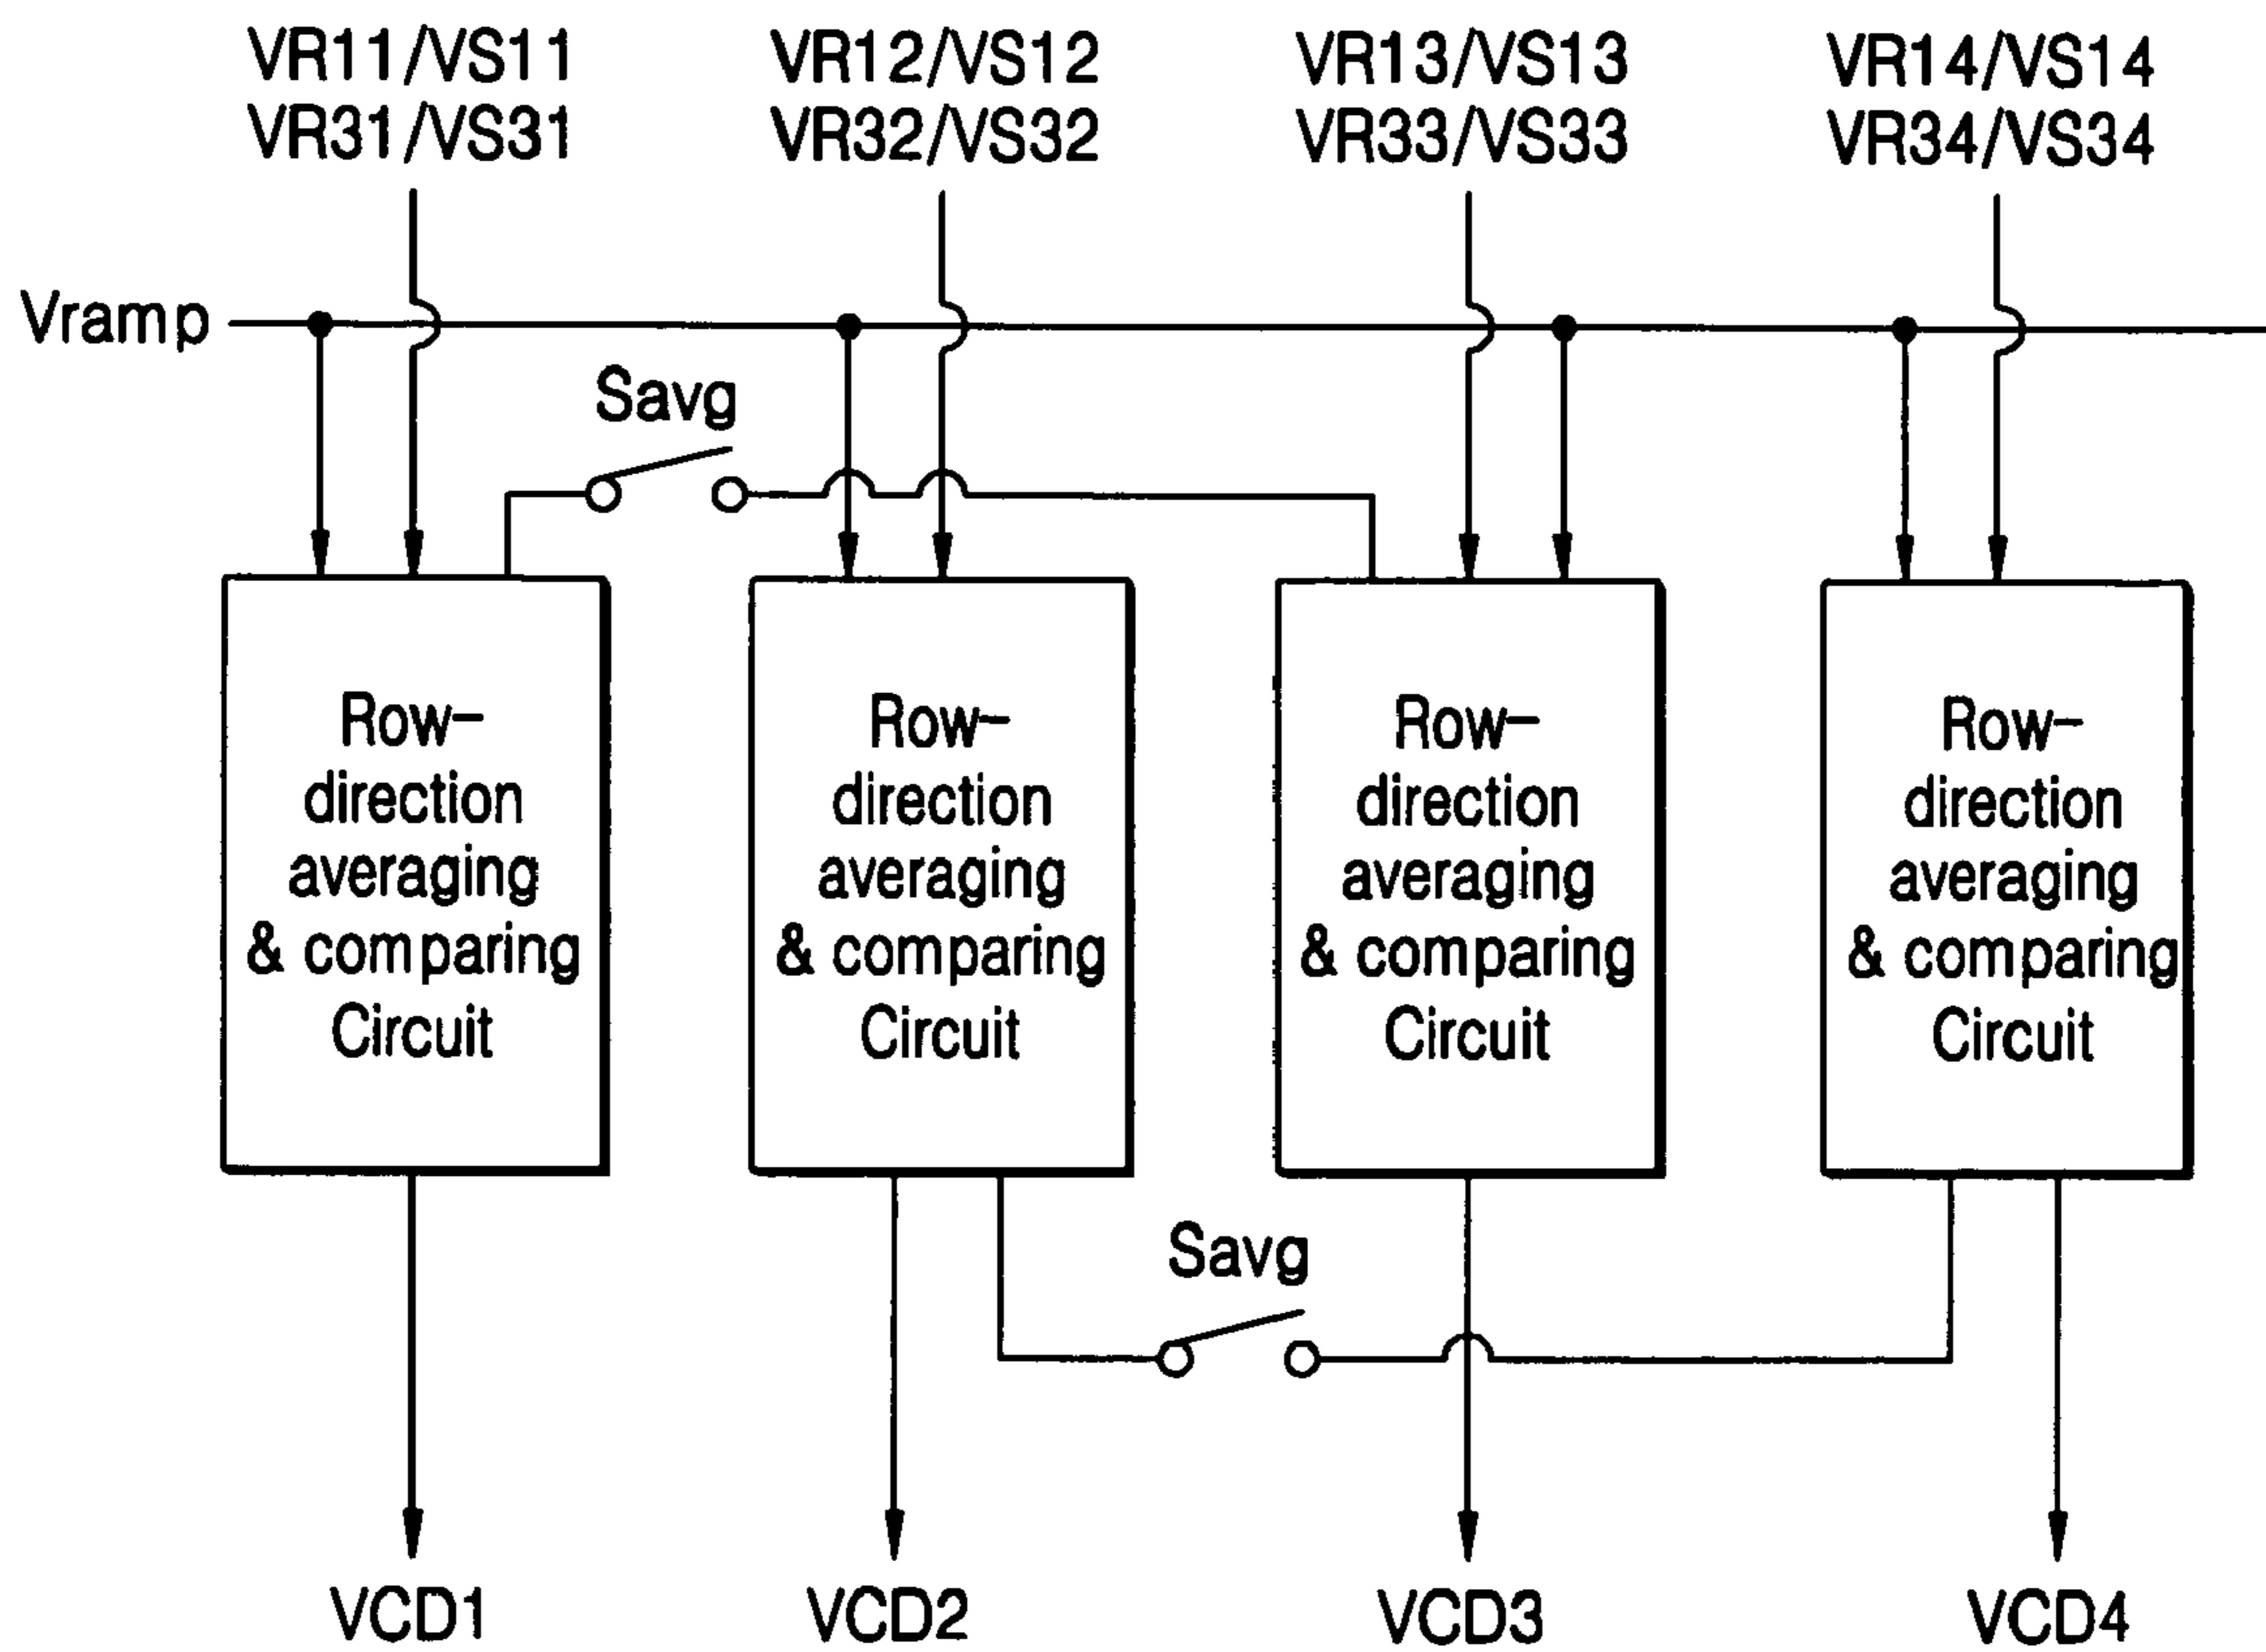 VR11/VS11
VR31/VS31
VR12/VS12
VR32/VS32
VR13/VS13
VR33/VS33
VR14/VS14
VR34/VS34
Vramp
Savg
Row-
direction
averaging
& comparing
Circuit
Row-
direction
averaging
& comparing
Circuit
Row-
direction
averaging
& comparing
Circuit
Row-
direction
averaging
& comparing
Circuit
Savg
VCD1
VCD2
VCD3
VCD4